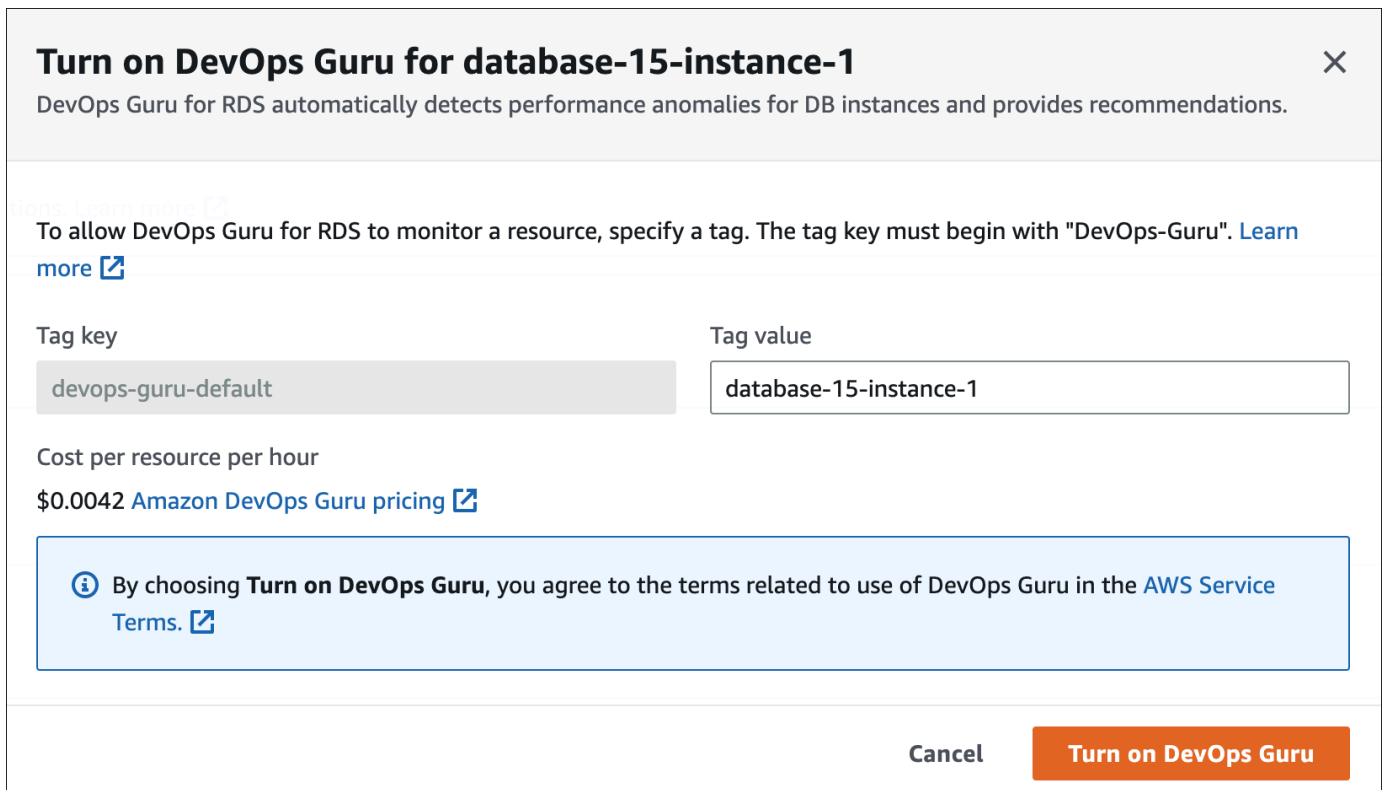 Turn on DevOps Guru for database-15-instance-1
DevOps Guru for RDS automatically detects performance anomalies for DB instances and provides recommendations.
tions. Learn more
To allow DevOps Guru for RDS to monitor a resource, specify a tag. The tag key must begin with "DevOps-Guru". Learn
more
Tag key
Tag value
devops-guru-default
database-15-instance-1
Cost per resource per hour
$0.0042 Amazon DevOps Guru pricing
By choosing Turn on DevOps Guru, you agree to the terms related to use of DevOps Guru in the AWS Service
Terms.
Cancel
Turn on DevOps Guru